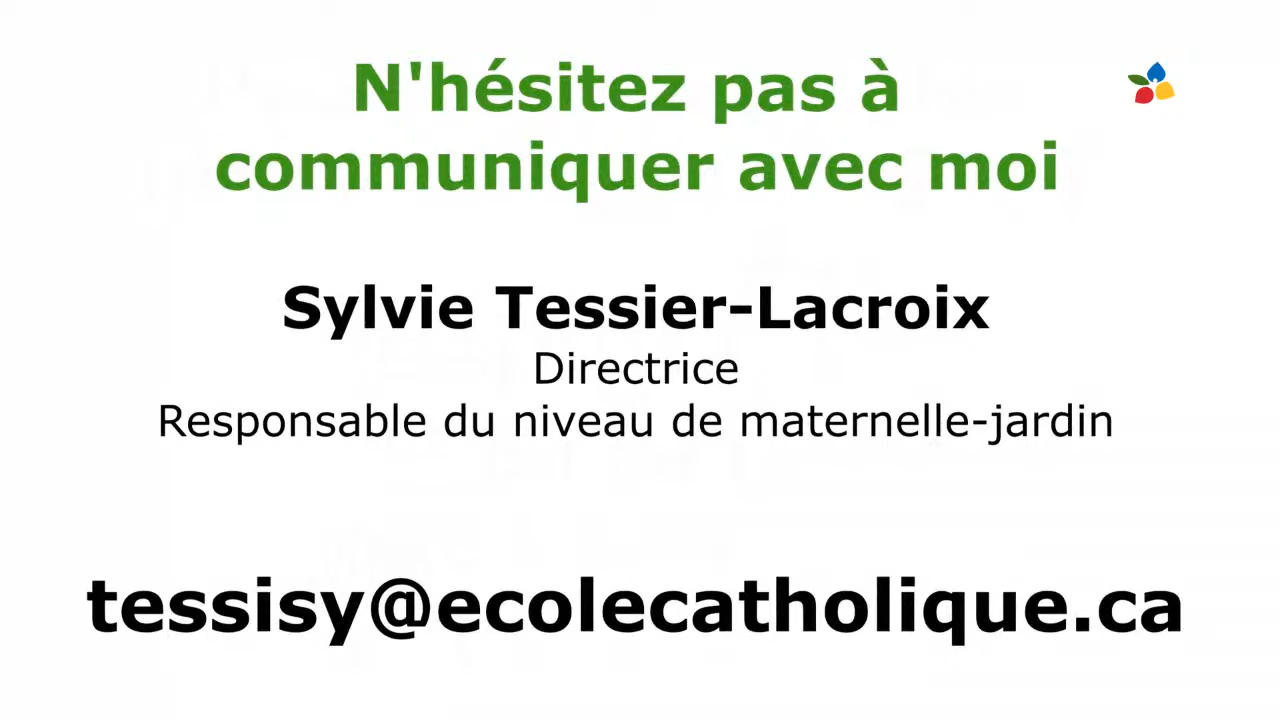 N'hésitez pas à
communiquer avec moi
Sylvie Tessier-Lacroix
Directrice
Responsable du niveau de maternelle-jardin
tessisy@ecolecatholique.ca